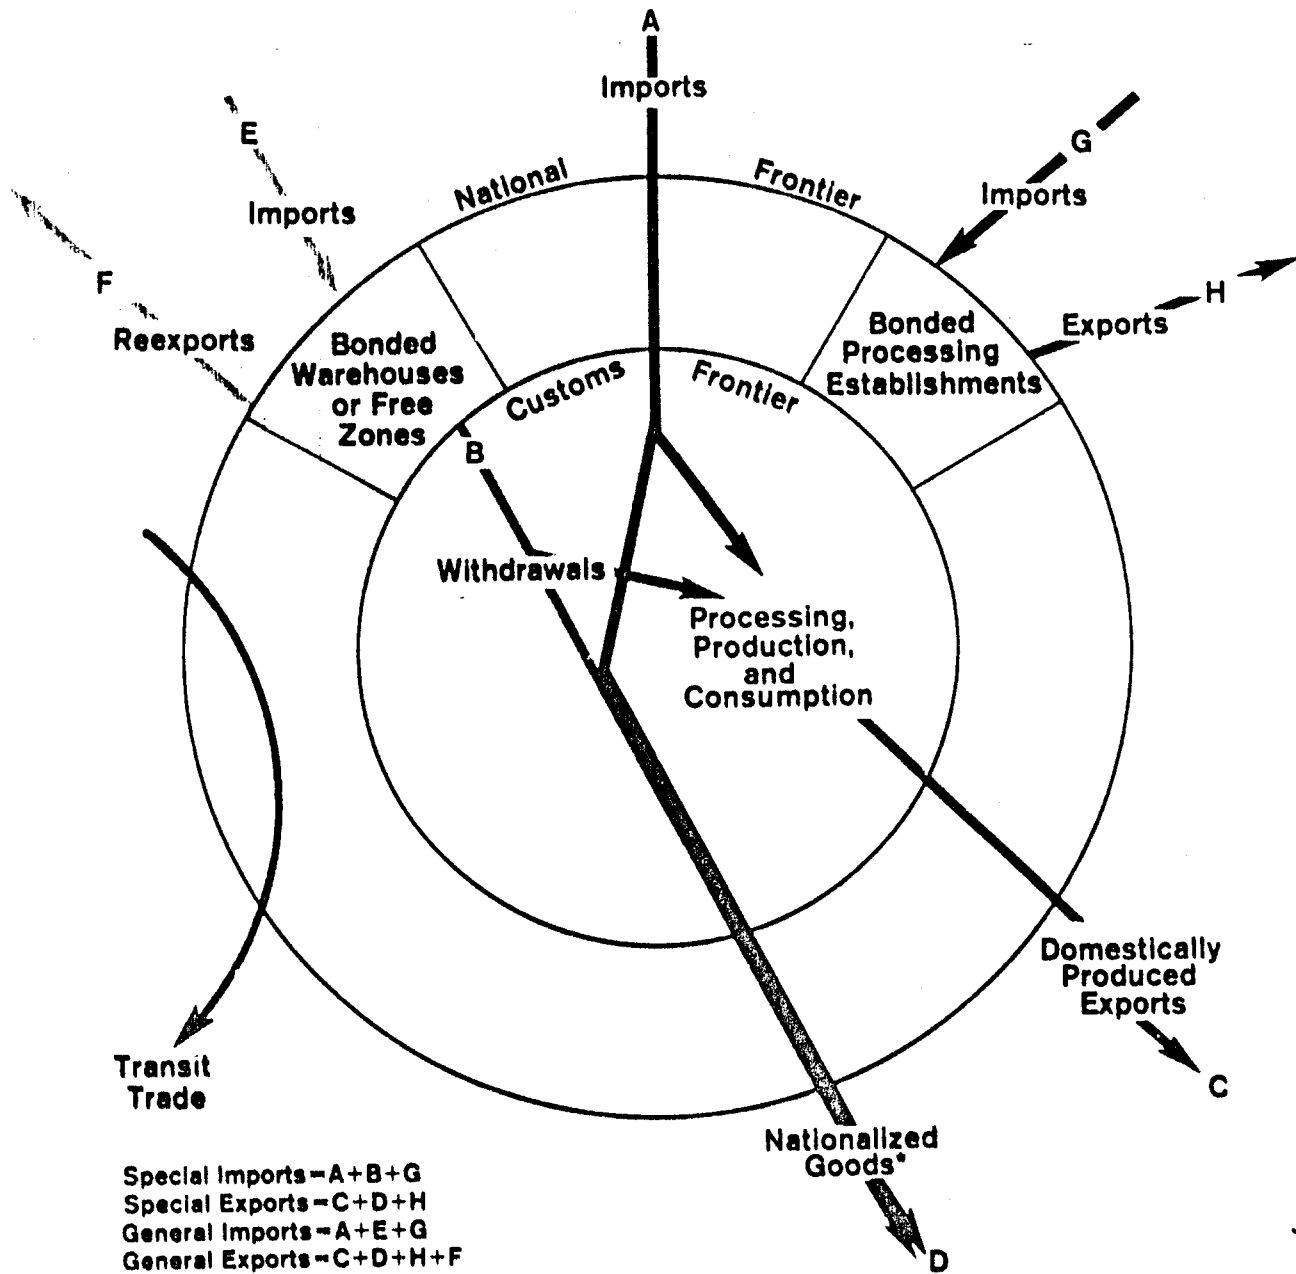 A
Imports
E
Imports
G
Imports
National
Frontier
F
Reexports
H
Exports
Bonded
Warehouses
or Free
Zones
Customs
Frontier
Bonded
Processing
Establishments
B
Withdrawals
Processing,
Production,
and
Consumption
Domestically
Produced
Exports
C
Transit
Trade
Nationalized
Goods*
D
Special Imports=A+B+G
Special Exports=C+D+H
General Imports=A+E+G
General Exports=C+D+H+F